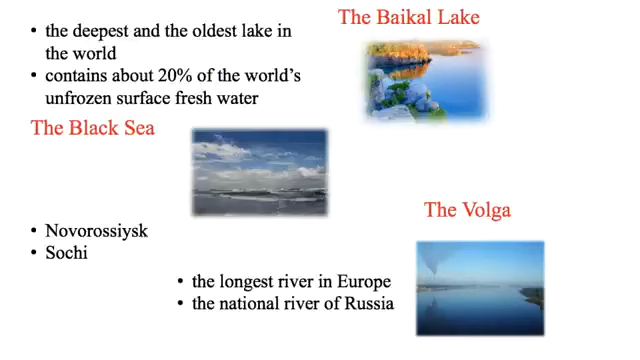 The Baikal Lake
• the deepest and the oldest lake in
the world
• contains about 20% of the world’s
unfrozen surface fresh water
The Black Sea
• Novorossiysk
• Sochi
The Volga
• the longest river in Europe
• the national river of Russia